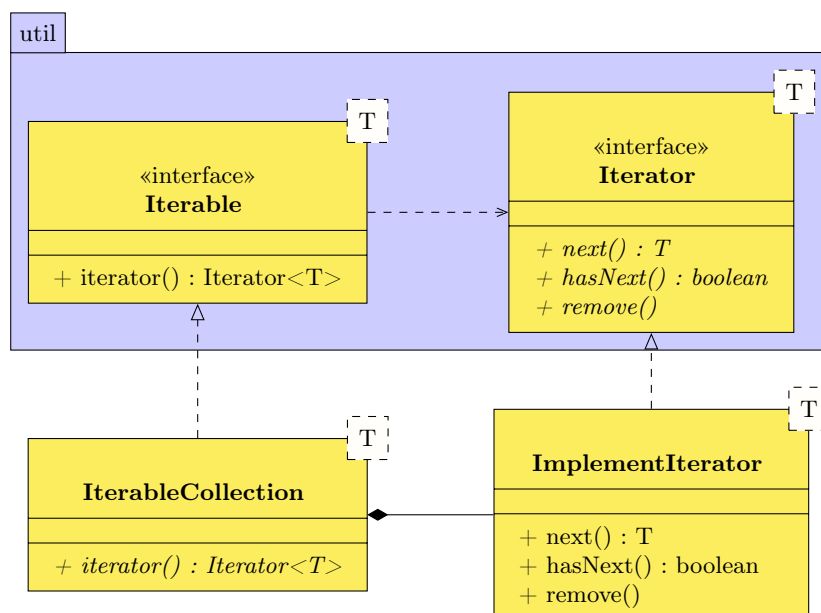 util
T
«interface»
Iterable
+ iterator() : Iterator<T>
T
«interface»
Iterator
+ next() : T
+ hasNext() : boolean
+ remove()
T
IterableCollection
+ iterator() : Iterator<T>
T
ImplementIterator
+ next() : T
+ hasNext() : boolean
+ remove()